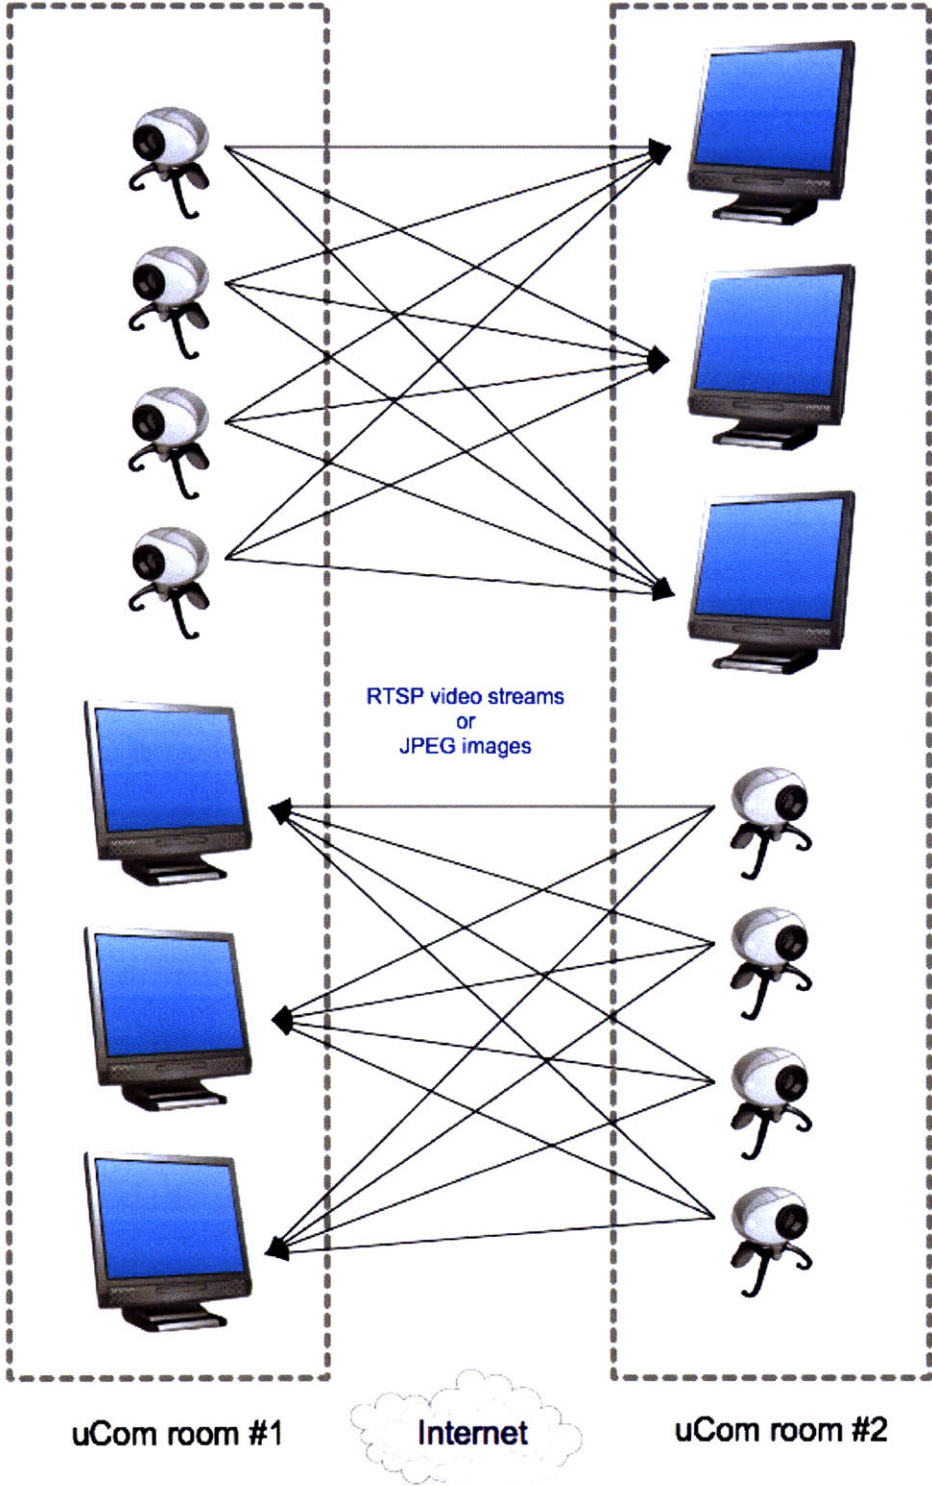 RTSP video streams
or
JPEG images
uCom room #1
Internet
uCom room #2